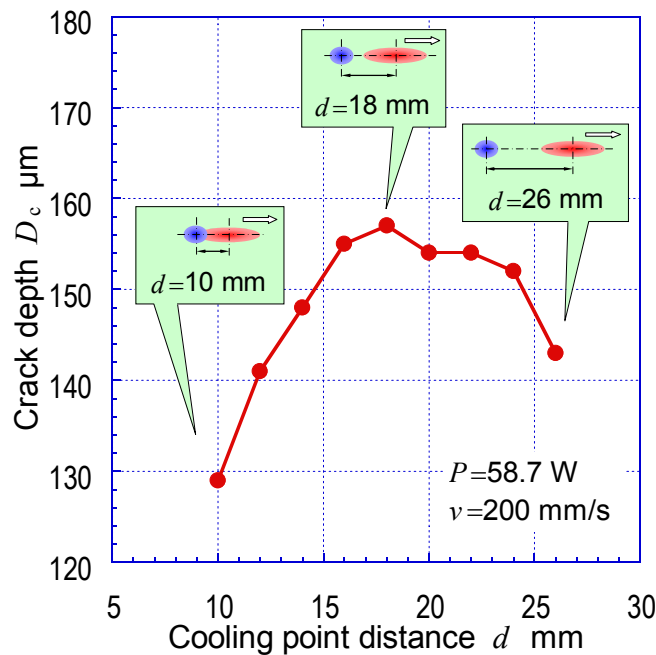 180
170
160
150
140
130
120
Crack depth D_c µm
d=18 mm
d=26 mm
d=10 mm
P=58.7 W
v=200 mm/s
5 10 15 20 25 30
Cooling point distance d mm